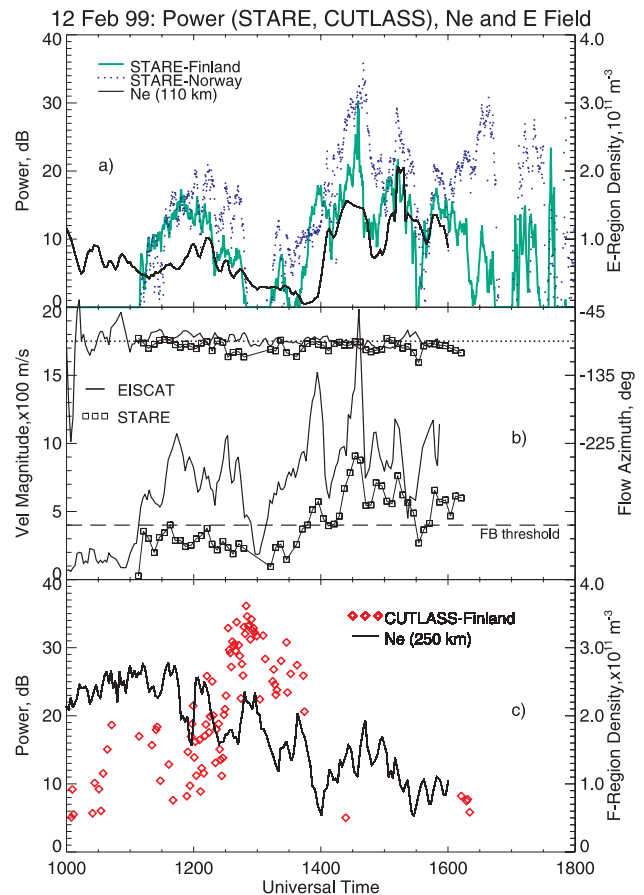 12 Feb 99: Power (STARE, CUTLASS), Ne and E Field
40
4.0
STARE-Finland
STARE-Norway
Ne (110 km)
30
3.0
a)
20
2.0
10
1.0
0
0
Power, dB
E-Region Density, 10^11 m^-3
20
-45
15
-135
EISCAT
STARE
b)
10
-225
5
FB threshold
0
Vel Magnitude,x100 m/s
Flow Azimuth, deg
40
4.0
CUTLASS-Finland
Ne (250 km)
30
3.0
c)
20
2.0
10
1.0
0
0
Power, dB
F-Region Density,x10^11 m^-3
1000 1200 1400 1600 1800
Universal Time